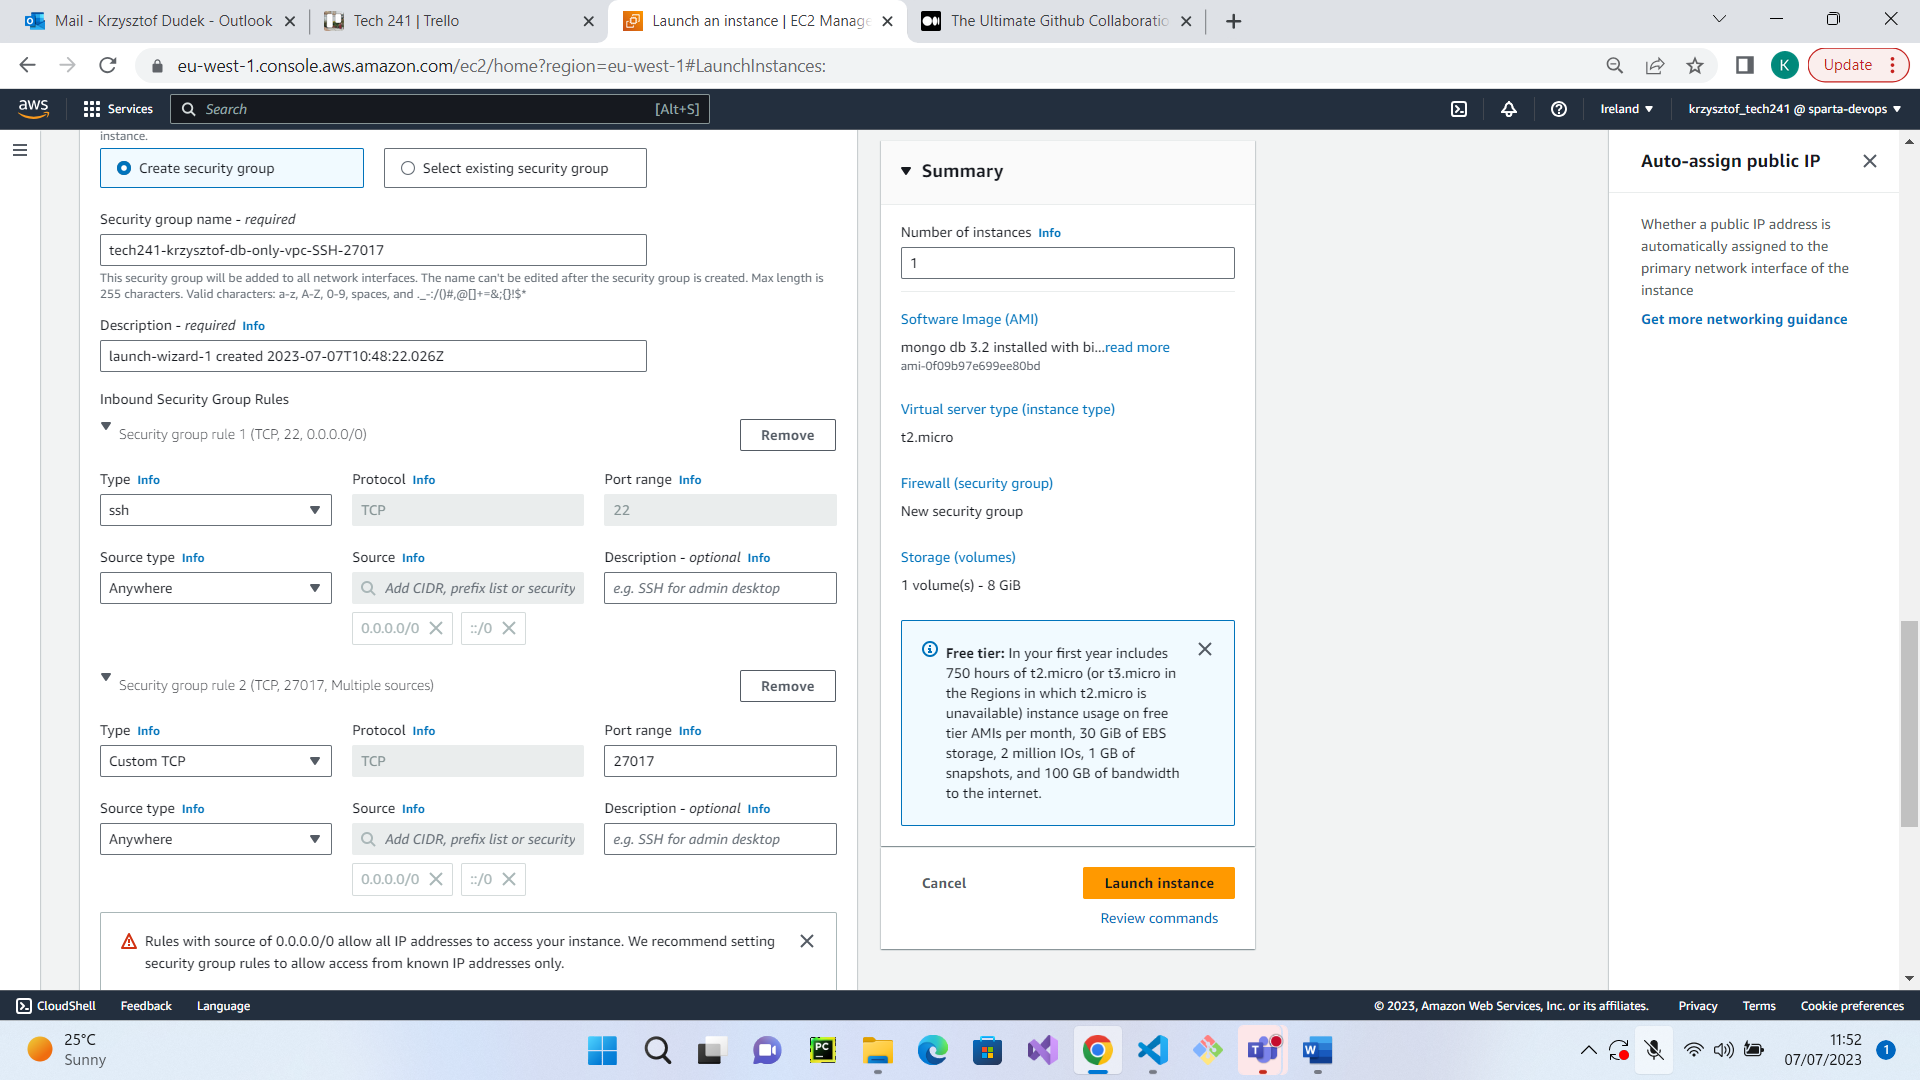 Mail - Krzysztof Dudek - Outlook
Tech 241 | Trello
Launch an instance | EC2 Manage
The Ultimate Github Collaboratio
eu-west-1.console.aws.amazon.com/ec2/home?region=eu-west-1#LaunchInstances:
K
Update
aws
Services
Search
[Alt+S]
Ireland
krzysztof_tech241 @ sparta-devops
instance.
Create security group
Select existing security group
Security group name - required
tech241-krzysztof-db-only-vpc-SSH-27017
This security group will be added to all network interfaces. The name can't be edited after the security group is created. Max length is
255 characters. Valid characters: a-z, A-Z, 0-9, spaces, and ._-:/()#,@[]+=&;{}!$*
Description - required Info
launch-wizard-1 created 2023-07-07T10:48:22.026Z
Inbound Security Group Rules
Security group rule 1 (TCP, 22, 0.0.0.0/0)
Remove
Type Info
Protocol Info
Port range Info
ssh
TCP
22
Source type Info
Source Info
Description - optional Info
Anywhere
Add CIDR, prefix list or security
e.g. SSH for admin desktop
0.0.0.0/0
::/0
Security group rule 2 (TCP, 27017, Multiple sources)
Remove
Type Info
Protocol Info
Port range Info
Custom TCP
TCP
27017
Source type Info
Source Info
Description - optional Info
Anywhere
Add CIDR, prefix list or security
e.g. SSH for admin desktop
0.0.0.0/0
::/0
Rules with source of 0.0.0.0/0 allow all IP addresses to access your instance. We recommend setting
security group rules to allow access from known IP addresses only.
Summary
Number of instances Info
1
Software Image (AMI)
mongo db 3.2 installed with bi...read more
ami-0f09b97e699ee80bd
Virtual server type (instance type)
t2.micro
Firewall (security group)
New security group
Storage (volumes)
1 volume(s) - 8 GiB
Free tier: In your first year includes
750 hours of t2.micro (or t3.micro in
the Regions in which t2.micro is
unavailable) instance usage on free
tier AMIs per month, 30 GiB of EBS
storage, 2 million IOs, 1 GB of
snapshots, and 100 GB of bandwidth
to the internet.
Cancel
Launch instance
Review commands
Auto-assign public IP
Whether a public IP address is
automatically assigned to the
primary network interface of the
instance
Get more networking guidance
CloudShell
Feedback
Language
© 2023, Amazon Web Services, Inc. or its affiliates.
Privacy
Terms
Cookie preferences
25°C
Sunny
PC
T
W
11:52
07/07/2023
1